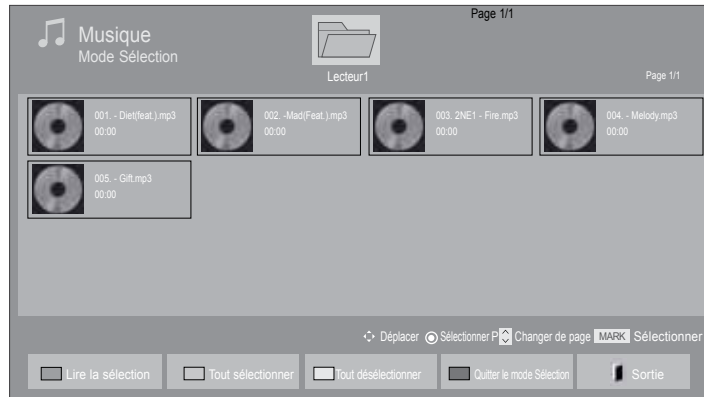 Page 1/1
Musique
Mode Sélection
Lecteur1
Page 1/1
001. - Diet(feat.).mp3
00:00
002. -Mad(Feat.).mp3
00:00
003. 2NE1 - Fire.mp3
00:00
004. - Melody.mp3
00:00
005. - Gift.mp3
00:00
Déplacer Sélectionner P Changer de page MARK Sélectionner
Lire la sélection Tout sélectionner Tout désélectionner Quitter le mode Sélection Sortie